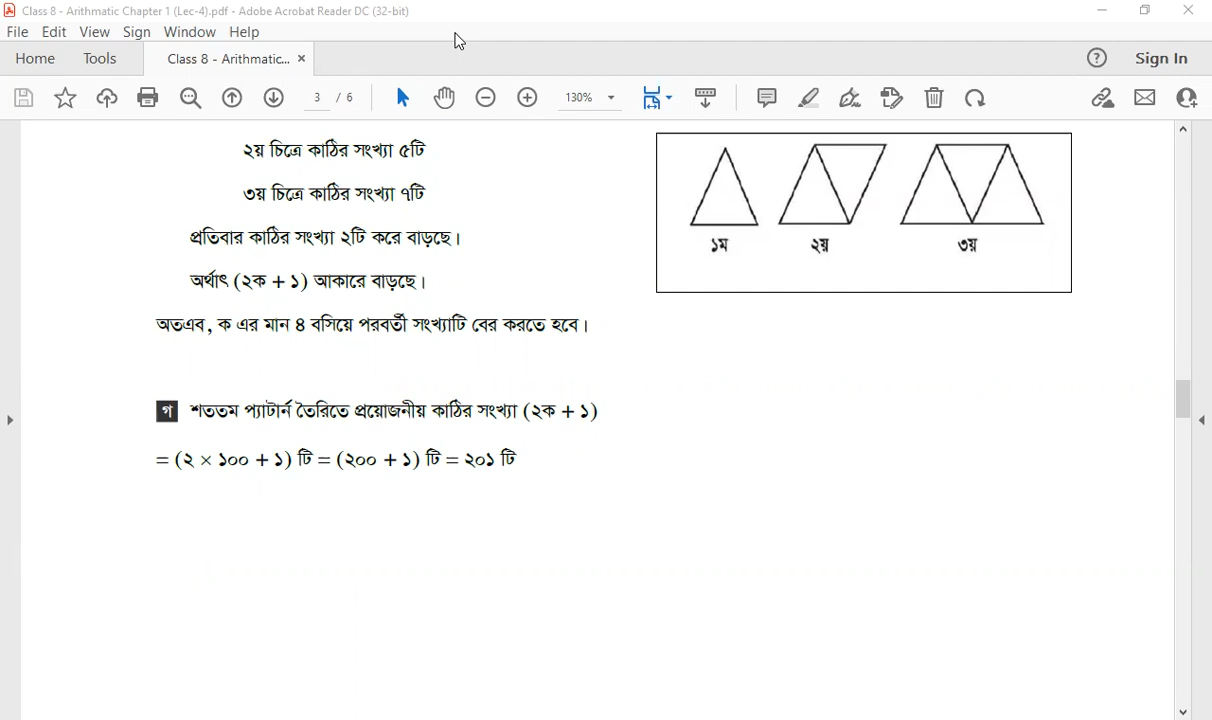 Class 8 - Arithmatic Chapter 1 (Lec-4).pdf - Adobe Acrobat Reader DC (32-bit)
File Edit View Sign Window Help
Home Tools Class 8 - Arithmatic... × Sign In
3 / 6 130%
২য় চিত্রে কাঠির সংখ্যা ৫টি
৩য় চিত্রে কাঠির সংখ্যা ৭টি
প্রতিবার কাঠির সংখ্যা ২টি করে বাড়ছে।
অর্থাৎ (২ক + ১) আকারে বাড়ছে।
অতএব, ক এর মান ৪ বসিয়ে পরবর্তী সংখ্যাটি বের করতে হবে।
১ম ২য় ৩য়
গ শততম প্যাটার্ন তৈরিতে প্রয়োজনীয় কাঠির সংখ্যা (২ক + ১)
= (২ × ১০০ + ১) টি = (২০০ + ১) টি = ২০১ টি